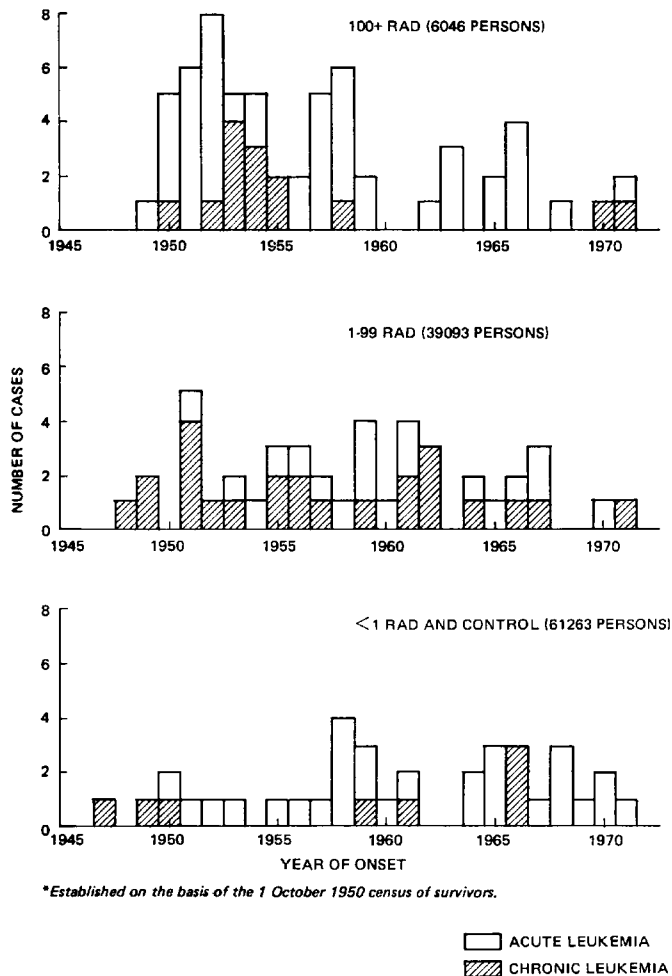 8
100+ RAD (6046 PERSONS)
6
4
2
0
1945 1950 1955 1960 1965 1970
8
1-99 RAD (39093 PERSONS)
6
4
2
0
1945 1950 1955 1960 1965 1970
NUMBER OF CASES
8
<1 RAD AND CONTROL (61263 PERSONS)
6
4
2
0
1945 1950 1955 1960 1965 1970
YEAR OF ONSET
*Established on the basis of the 1 October 1950 census of survivors.
ACUTE LEUKEMIA
CHRONIC LEUKEMIA